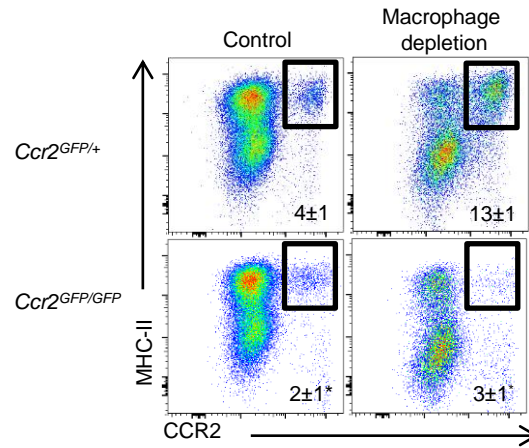 Control
Macrophage
depletion
Ccr2GFP/+
4±1
13±1
Ccr2GFP/GFP
2±1*
3±1*
MHC-II
CCR2